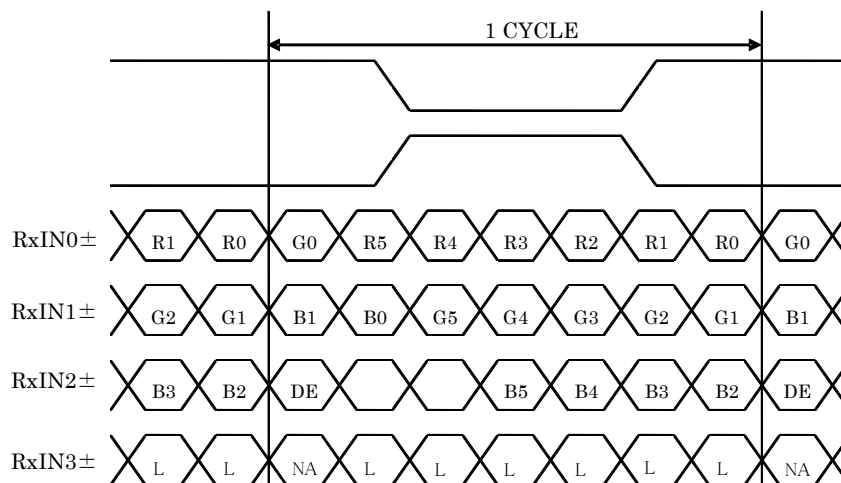 1 CYCLE
RxIN0± R1 R0 G0 R5 R4 R3 R2 R1 R0 G0
RxIN1± G2 G1 B1 B0 G5 G4 G3 G2 G1 B1
RxIN2± B3 B2 DE B5 B4 B3 B2 DE
RxIN3± L L NA L L L L L L NA